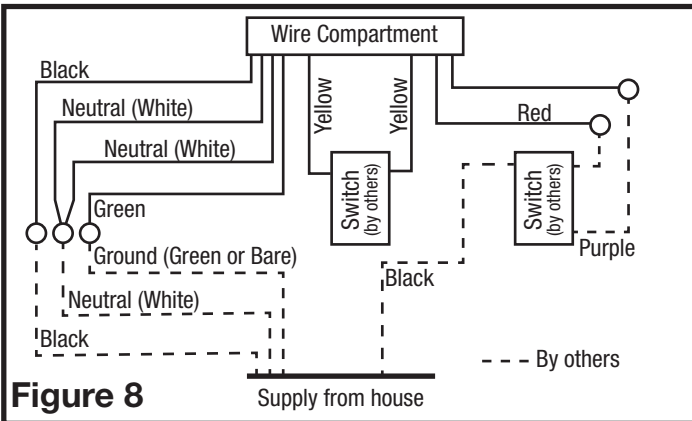 Wire Compartment
Black
Neutral (White)
Neutral (White)
Green
Yellow
Yellow
Red
Switch
(by others)
Switch
(by others)
Purple
Ground (Green or Bare)
Black
Neutral (White)
Black
By others
Figure 8
Supply from house